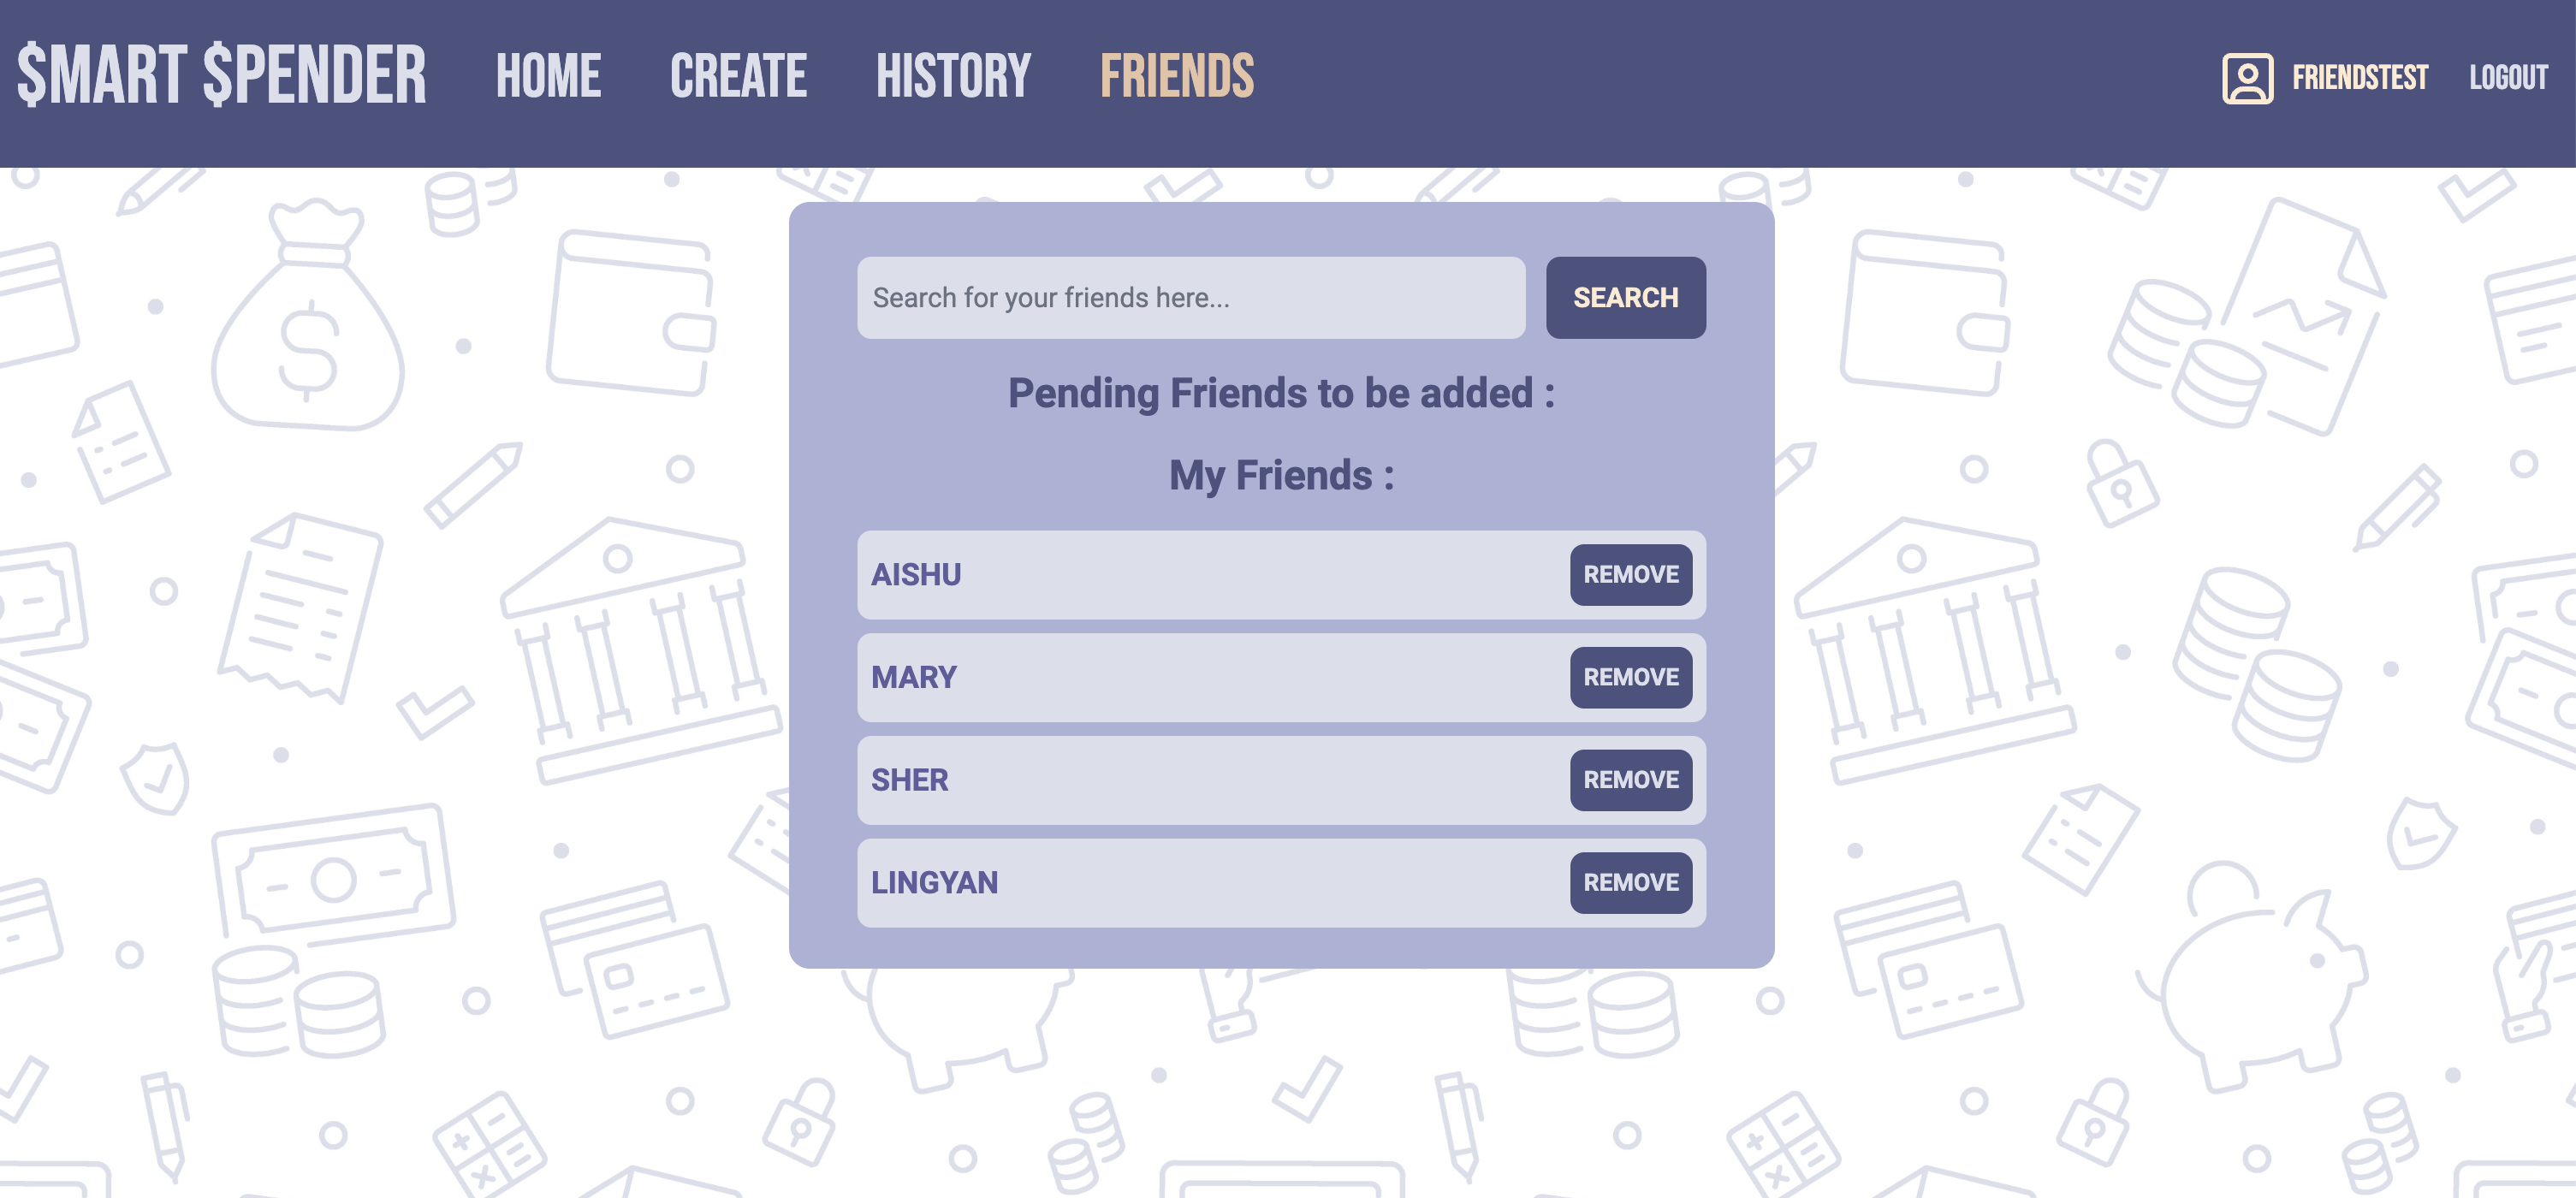 $MART $PENDER HOME CREATE HISTORY FRIENDS FRIENDSTEST LOGOUT
Search for your friends here... SEARCH
Pending Friends to be added :
My Friends :
AISHU REMOVE
MARY REMOVE
SHER REMOVE
LINGYAN REMOVE